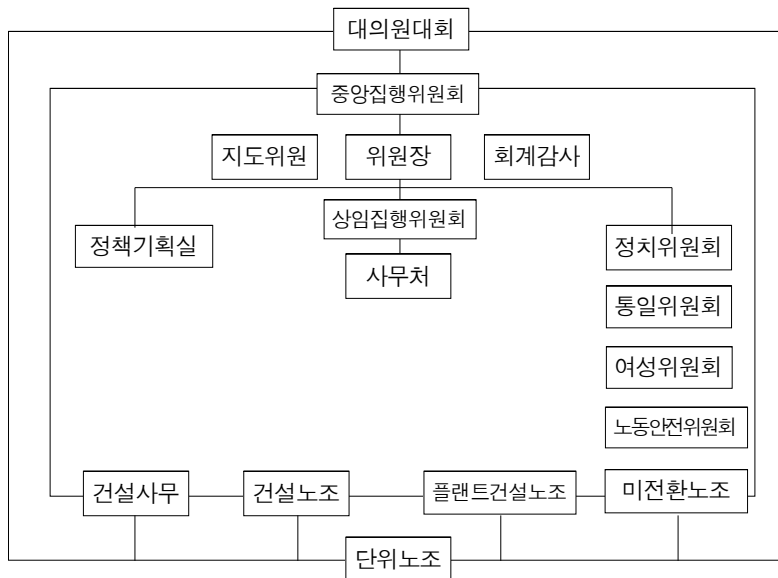 대의원대회
중앙집행위원회
지도위원
위원장
회계감사
상임집행위원회
정책기획실
정치위원회
사무처
통일위원회
여성위원회
노동안전위원회
건설사무
건설노조
플랜트건설노조
미전환노조
단위노조